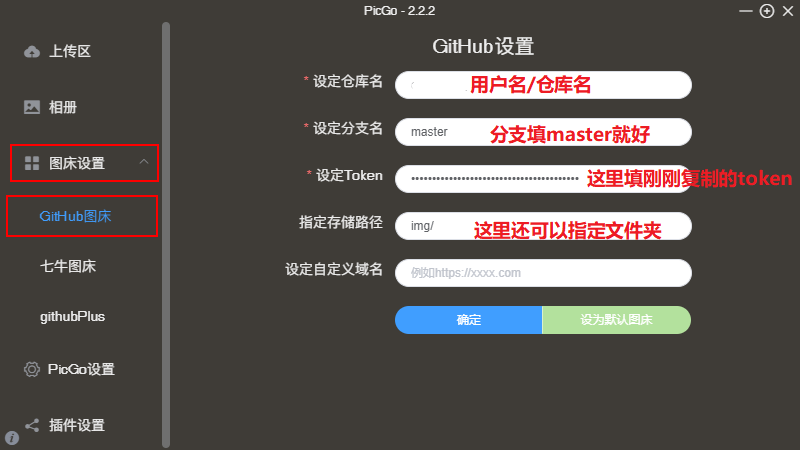 PicGo - 2.2.2
上传区
相册
图床设置
GitHub图床
七牛图床
githubPlus
PicGo设置
插件设置
GitHub设置
* 设定仓库名
用户名/仓库名
* 设定分支名
master
分支填master就好
* 设定Token
•••••••••••••••••••••••••••••••••••••••• 这里填刚刚复制的token
指定存储路径
img/
这里还可以指定文件夹
设定自定义域名
例如https://xxxx.com
确定
设为默认图床